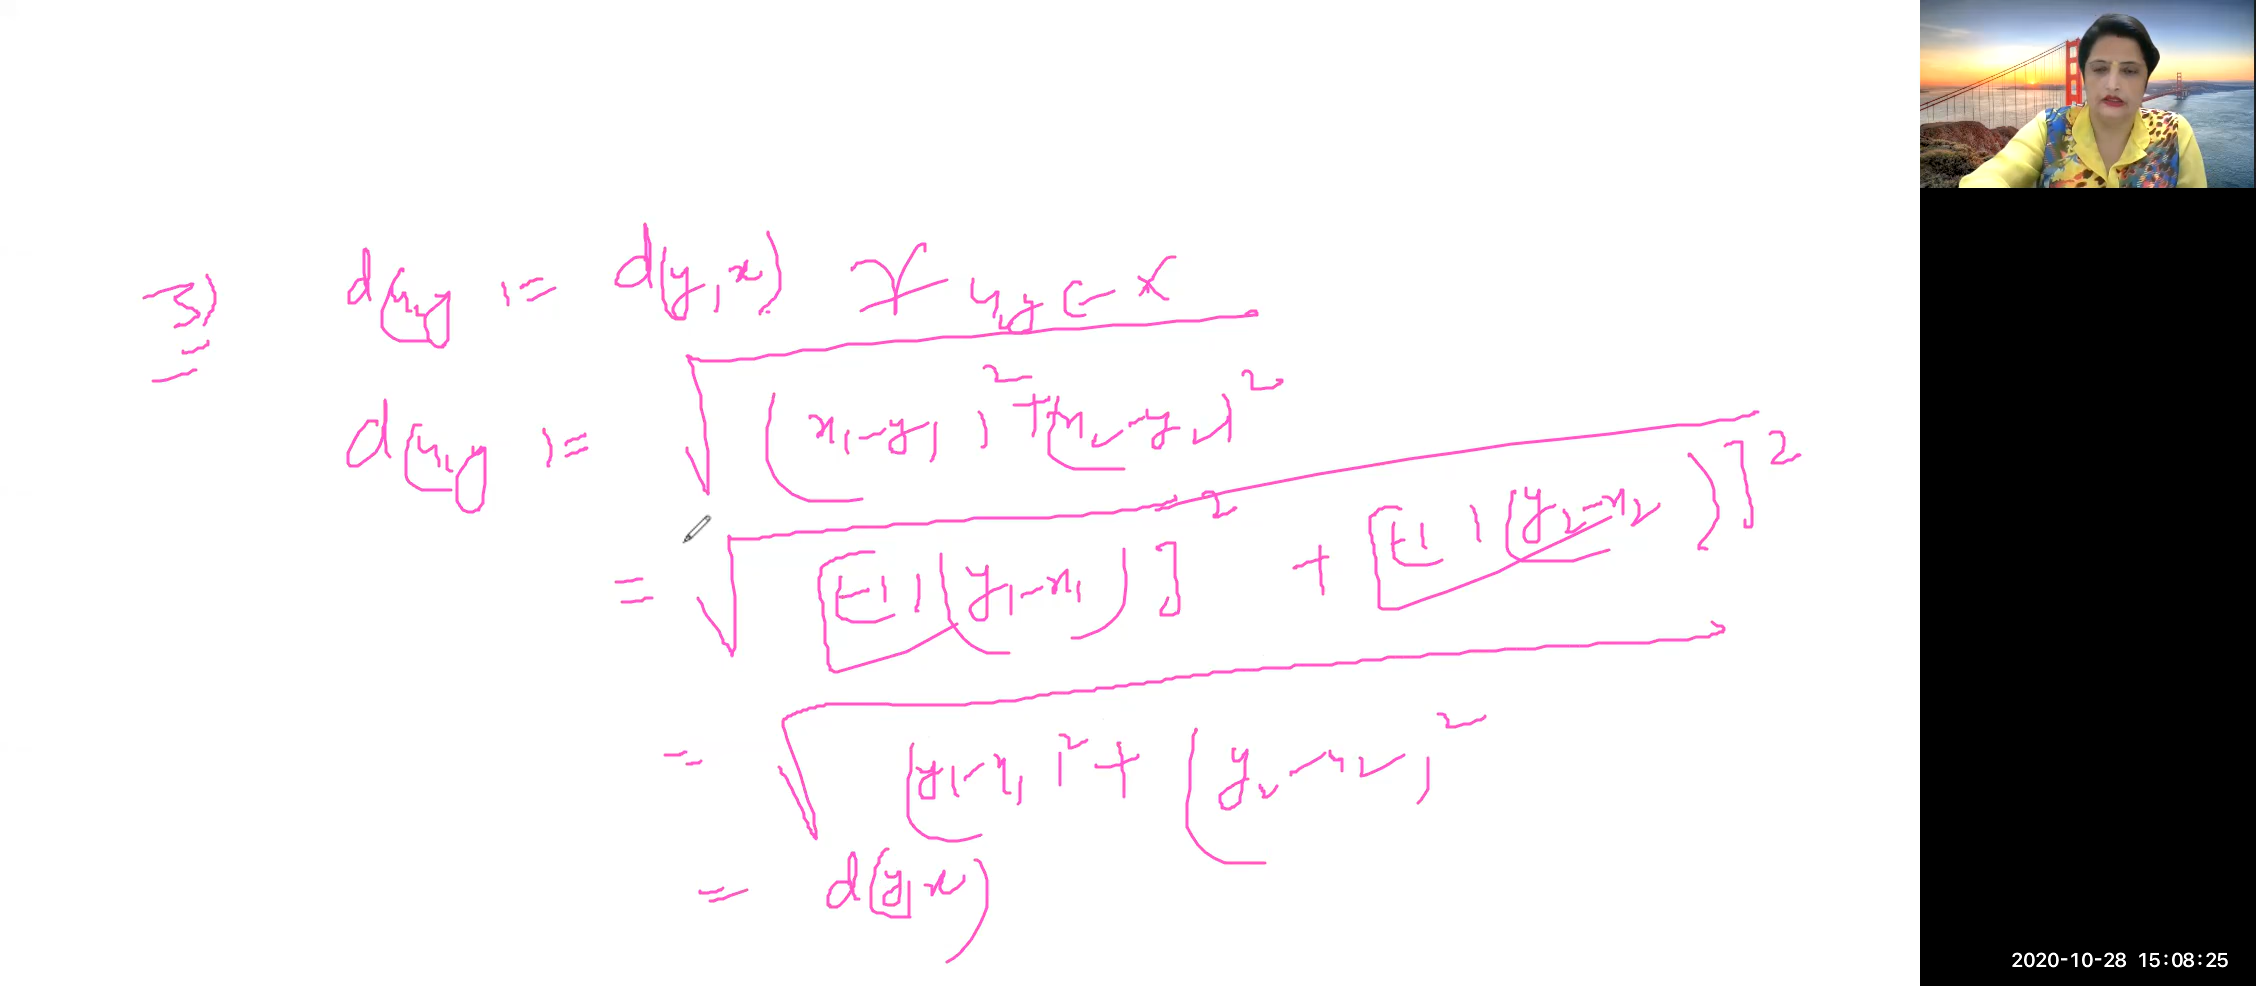 3) d(x,y) = d(y,x) ∀ x,y ∈ X
d(x,y) = √((x₁-y₁)² + (x₂-y₂)²)
= √([(-1)(y₁-x₁)]² + [(-1)(y₂-x₂)]²)
= √((y₁-x₁)² + (y₂-x₂)²)
= d(y,x)
2020-10-28 15:08:25